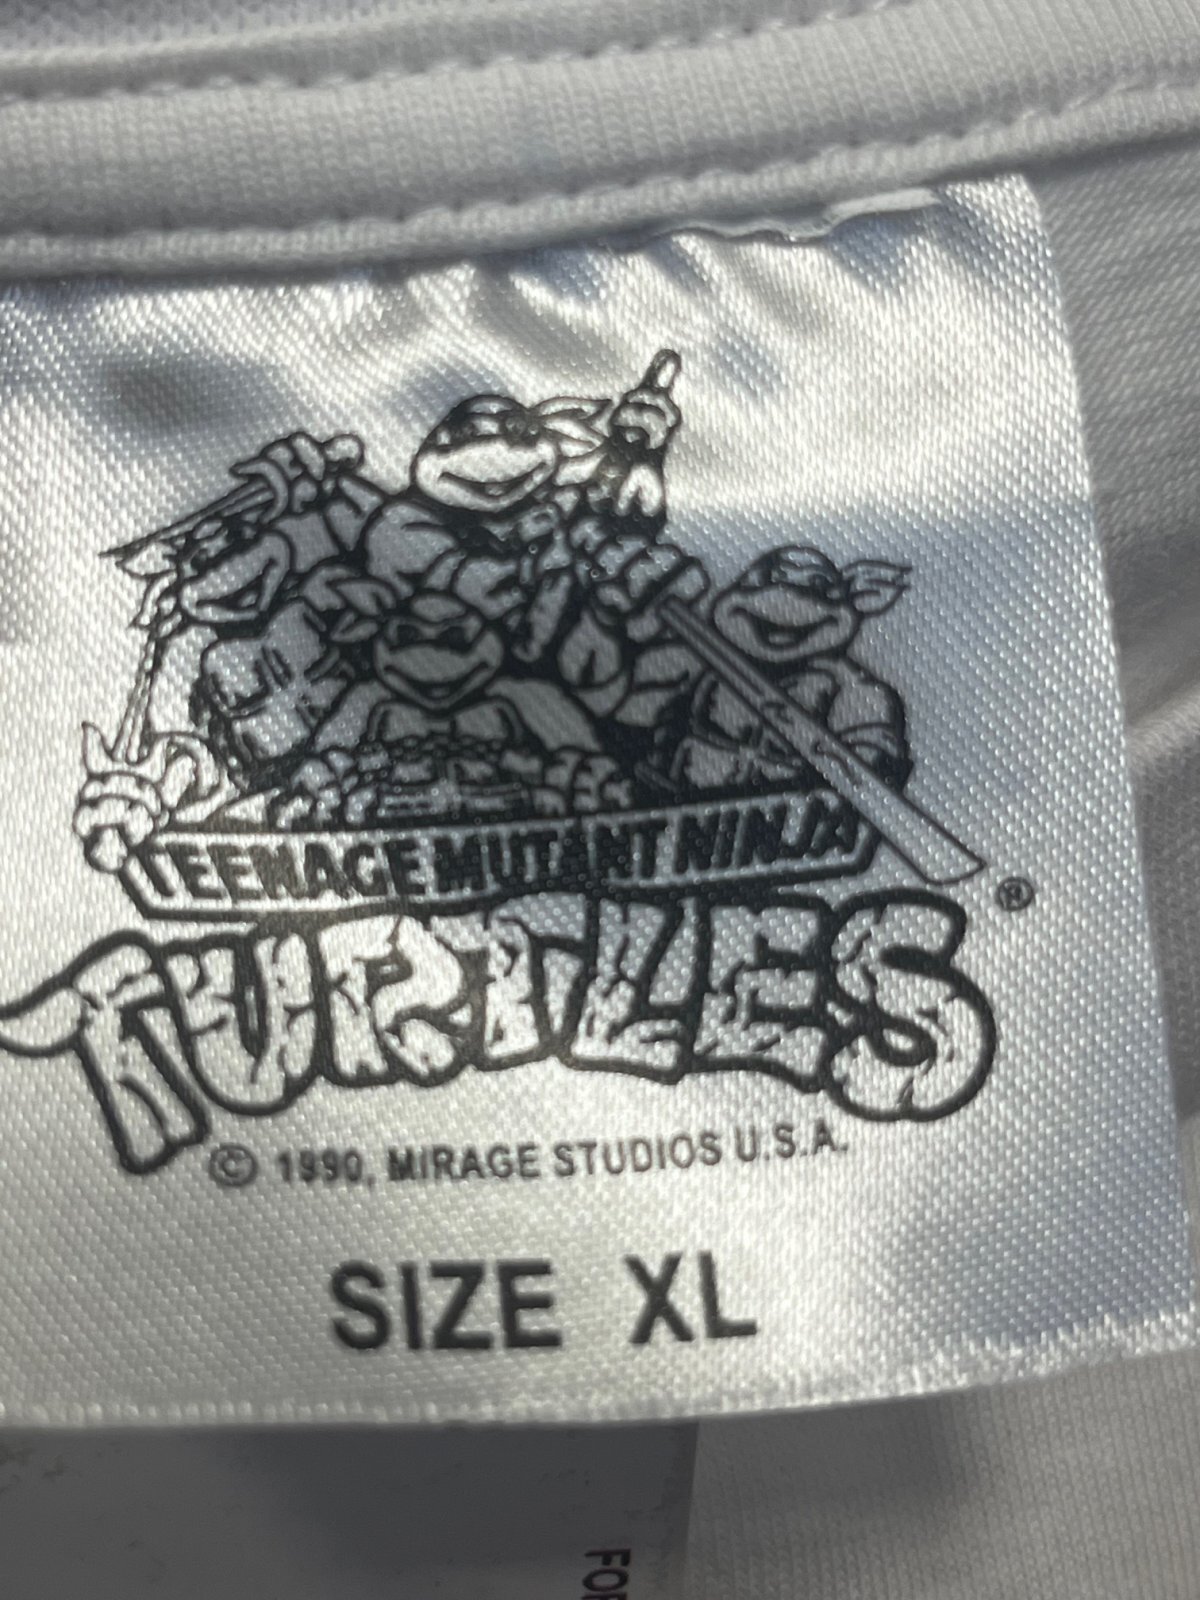 TEENAGE MUTANT NINJA
TURTLES ®
© 1990, MIRAGE STUDIOS U.S.A.
SIZE XL